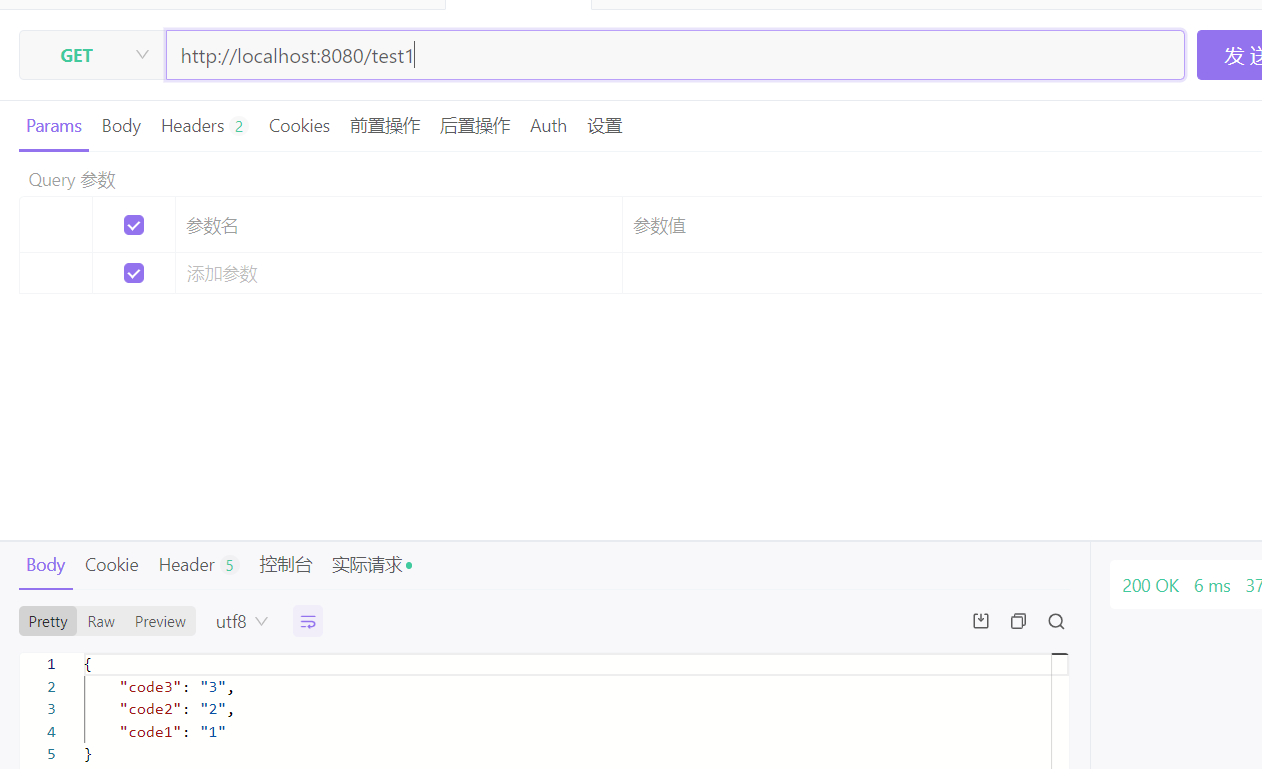 GET http://localhost:8080/test1 发送
Params Body Headers 2 Cookies 前置操作 后置操作 Auth 设置
Query 参数
参数名 参数值
添加参数
Body Cookie Header 5 控制台 实际请求
200 OK 6 ms 37
Pretty Raw Preview utf8
1 {
2 "code3": "3",
3 "code2": "2",
4 "code1": "1"
5 }